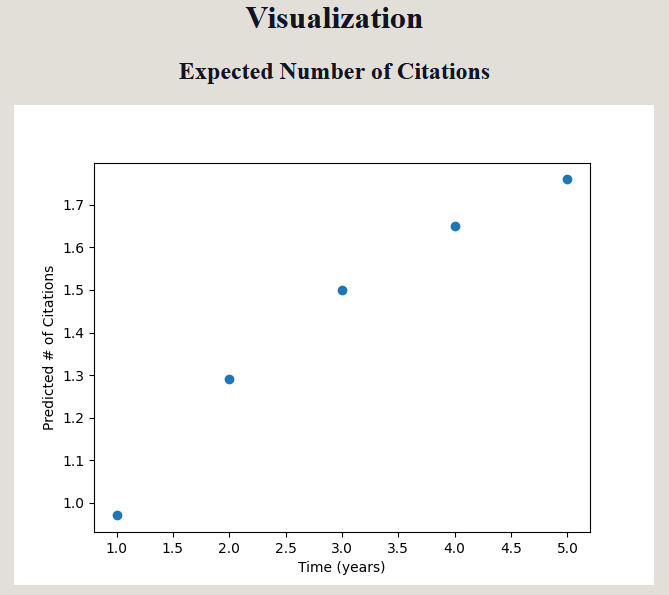 Visualization
Expected Number of Citations
1.7
1.6
1.5
1.4
1.3
1.2
1.1
1.0
Predicted # of Citations
1.0 1.5 2.0 2.5 3.0 3.5 4.0 4.5 5.0
Time (years)